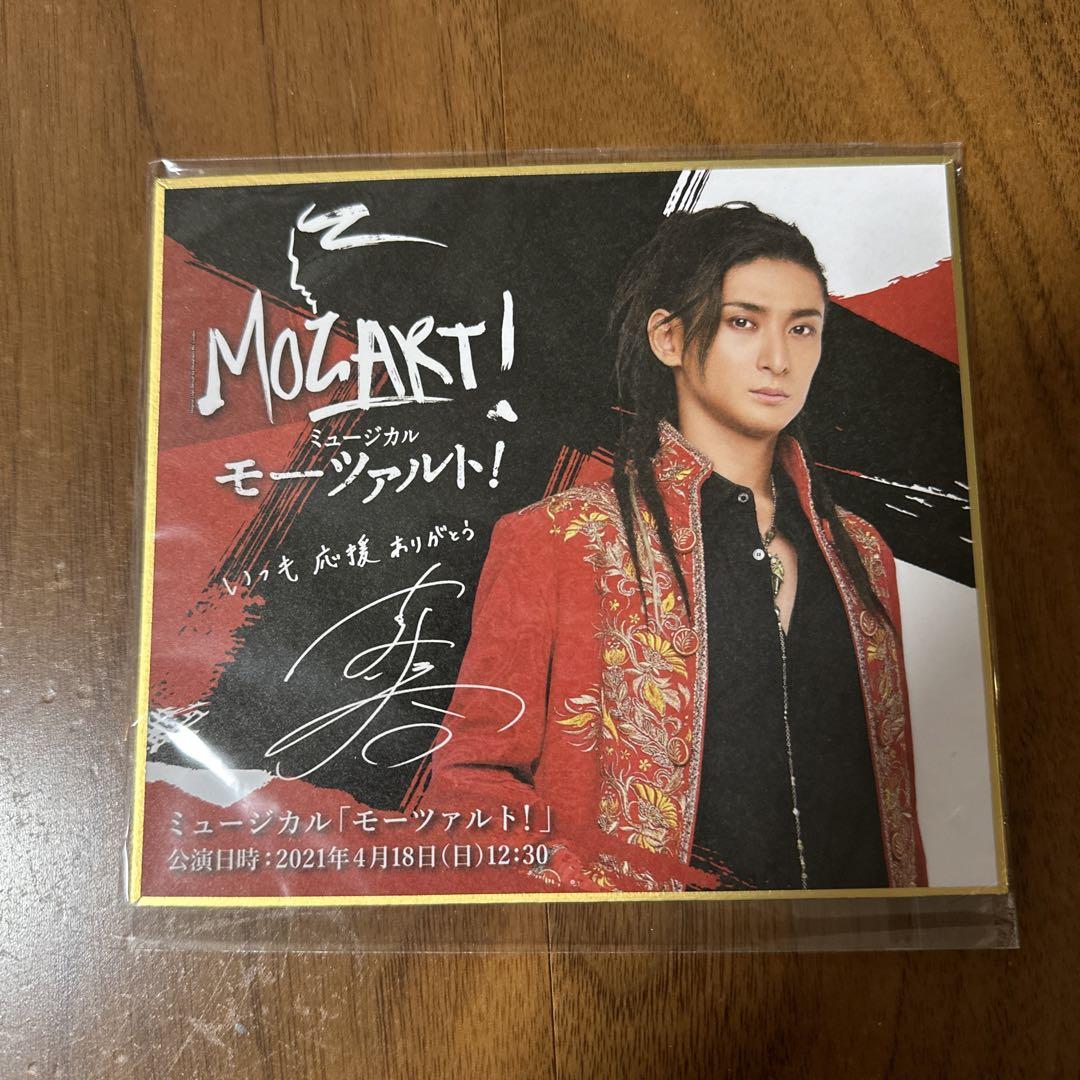 MOZART!
ミュージカル
モーツァルト!
いつも 応援 ありがとう
ミュージカル「モーツァルト!」
公演日時:2021年4月18日(日)12:30